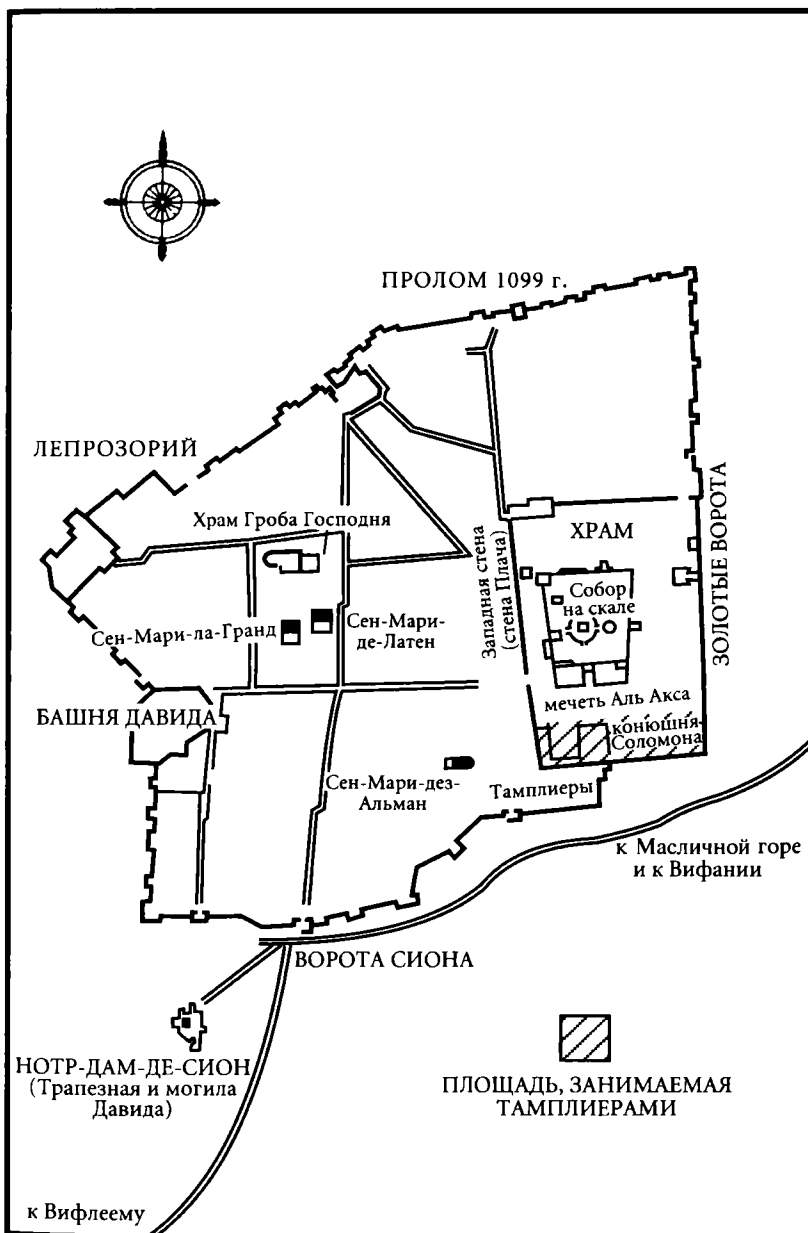 ПРОЛОМ 1099 г.
ЛЕПРОЗОРИЙ
Храм Гроба Господня
ХРАМ
ЗОЛОТЫЕ ВОРОТА
Западная стена
(стена Плача)
Собор
на скале
Сен-Мари-ла-Гранд
Сен-Мари-
де-Латен
мечеть Аль Акса
БАШНЯ ДАВИДА
конюшня
Соломона
Сен-Мари-дез-
Альман
Тамплиеры
к Масличной горе
и к Вифании
ВОРОТА СИОНА
НОТР-ДАМ-ДЕ-СИОН
(Трапезная и могила
Давида)
ПЛОЩАДЬ, ЗАНИМАЕМАЯ
ТАМПЛИЕРАМИ
к Вифлеему